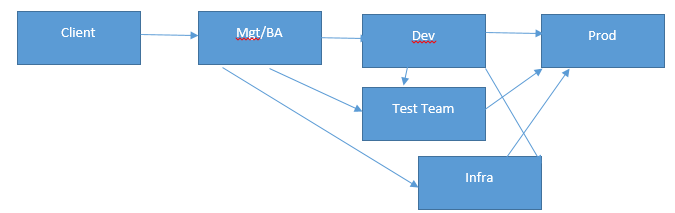 Client
Mgt/BA
Dev
Prod
Test Team
Infra